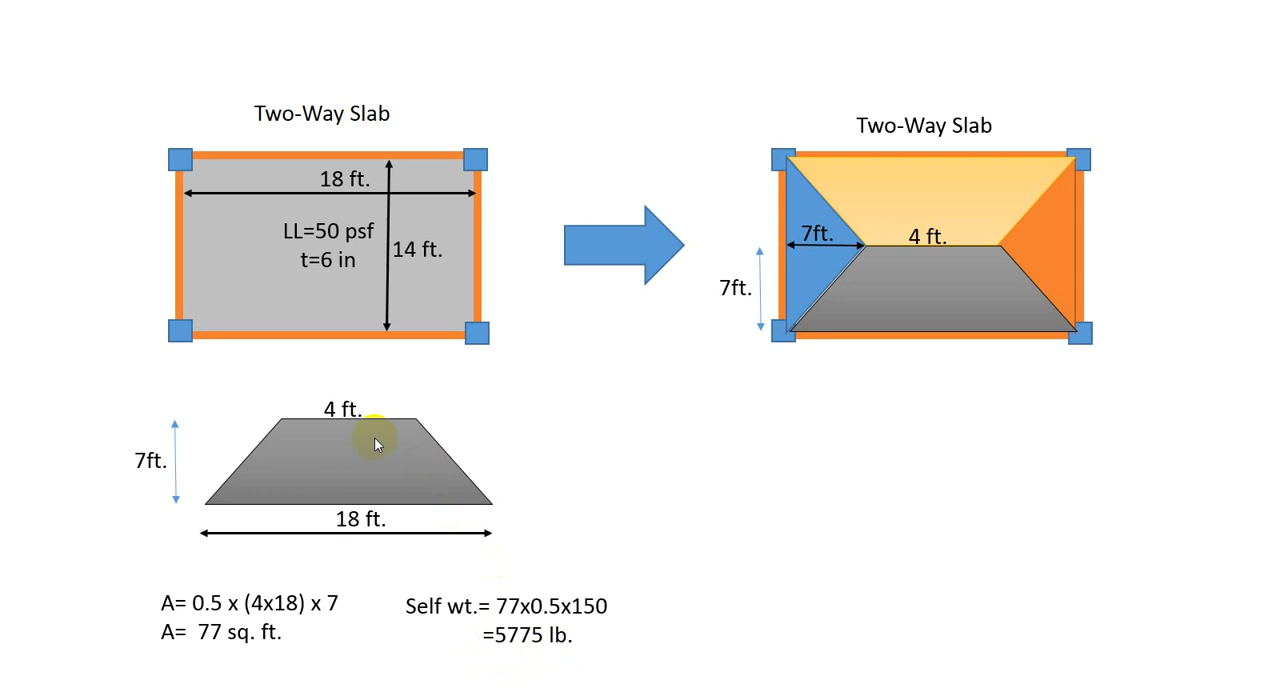 Two-Way Slab
18 ft.
LL=50 psf
t=6 in
14 ft.
Two-Way Slab
7ft.
4 ft.
7ft.
4 ft.
7ft.
18 ft.
A= 0.5 x (4x18) x 7
A= 77 sq. ft.
Self wt.= 77x0.5x150
=5775 lb.